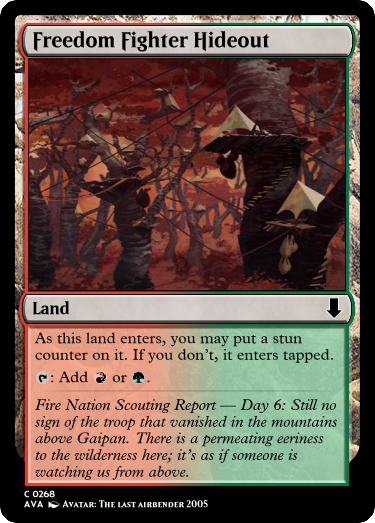 Freedom Fighter Hideout
Land
As this land enters, you may put a stun
counter on it. If you don't, it enters tapped.
: Add or .
Fire Nation Scouting Report — Day 6: Still no
sign of the troop that vanished in the mountains
above Gaipan. There is a permeating eeriness
to the wilderness here; it's as if someone is
watching us from above.
C 0268
AVA Avatar: The last airbender 2005